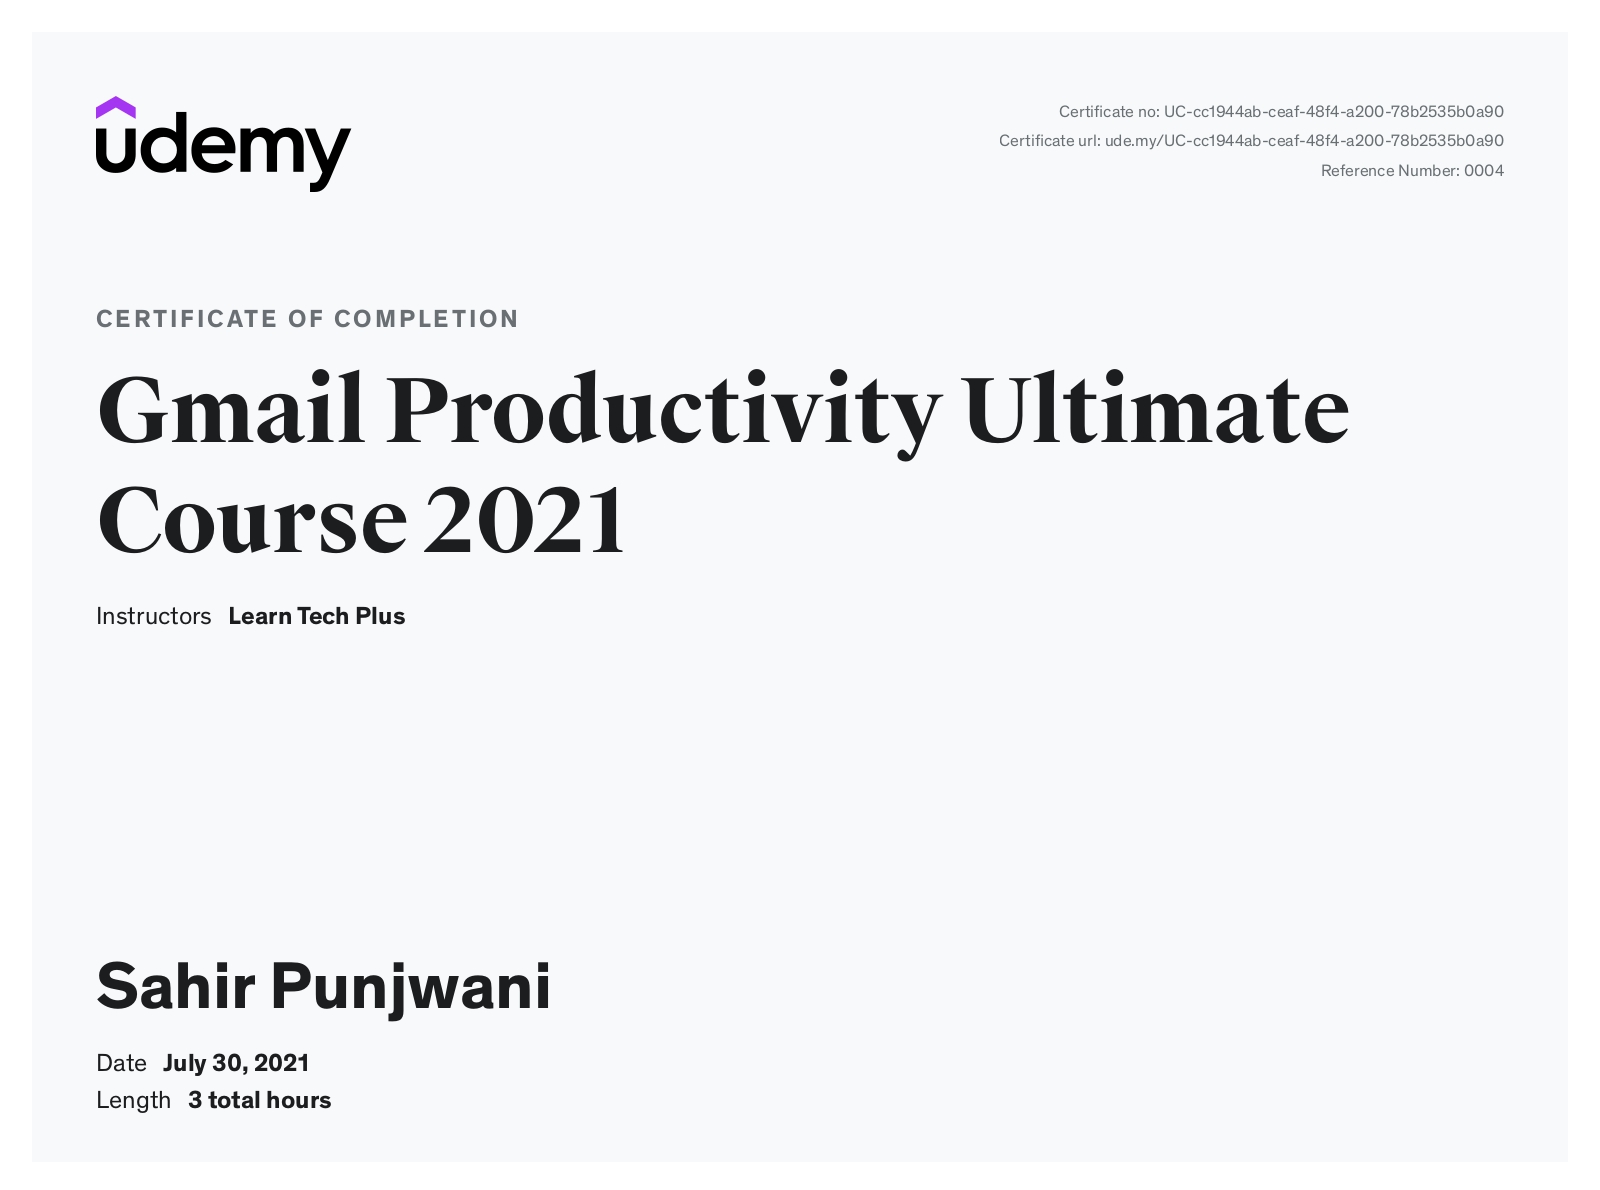 udemy
Certificate no: UC-cc1944ab-ceaf-48f4-a200-78b2535b0a90
Certificate url: ude.my/UC-cc1944ab-ceaf-48f4-a200-78b2535b0a90
Reference Number: 0004
CERTIFICATE OF COMPLETION
Gmail Productivity Ultimate
Course 2021
Instructors Learn Tech Plus
Sahir Punjwani
Date July 30, 2021
Length 3 total hours